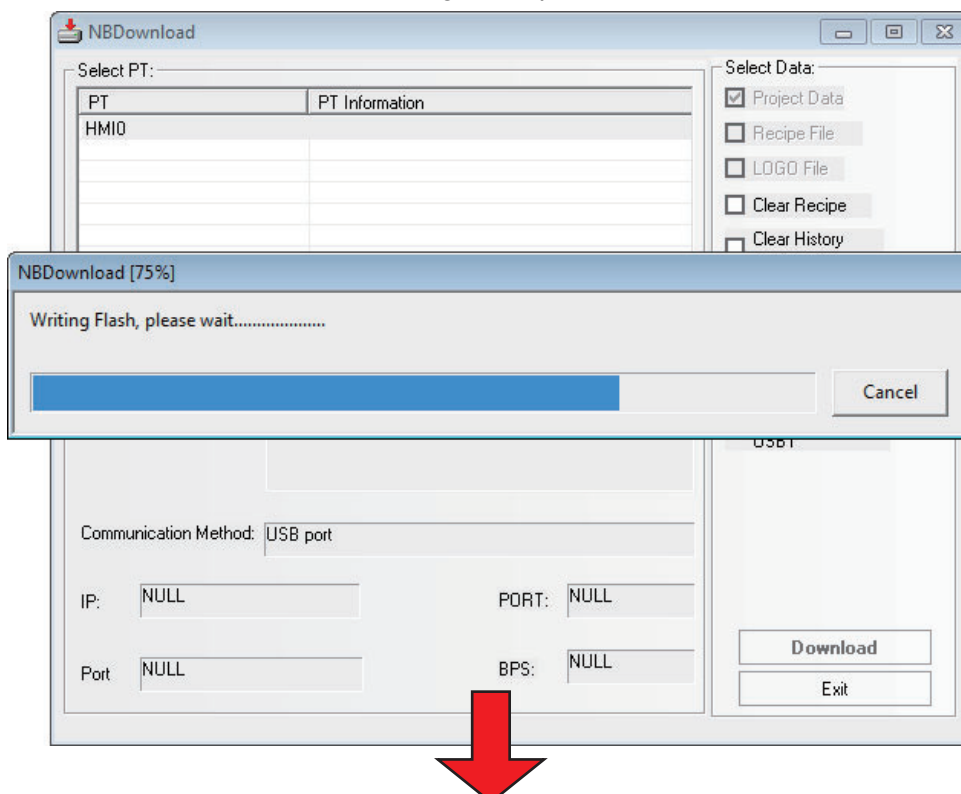 NBDownload
Select PT:
PT PT Information
HMI0
Select Data:
Project Data
Recipe File
LOGO File
Clear Recipe
Clear History
NBDownload [75%]
Writing Flash, please wait.....................
Cancel
Communication Method: USB port
IP: NULL PORT: NULL
Port NULL BPS: NULL
Download
Exit